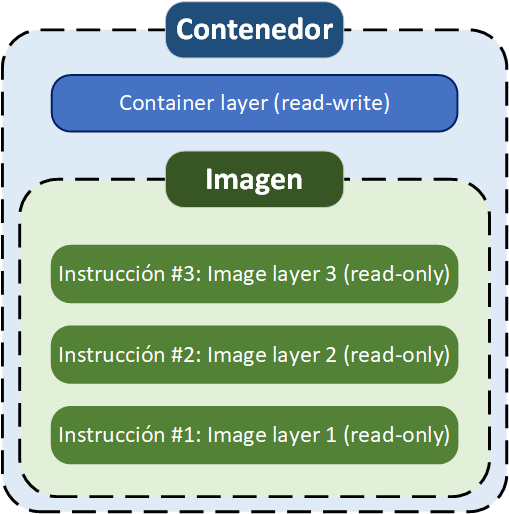 Contenedor
Container layer (read-write)
Imagen
Instrucción #3: Image layer 3 (read-only)
Instrucción #2: Image layer 2 (read-only)
Instrucción #1: Image layer 1 (read-only)